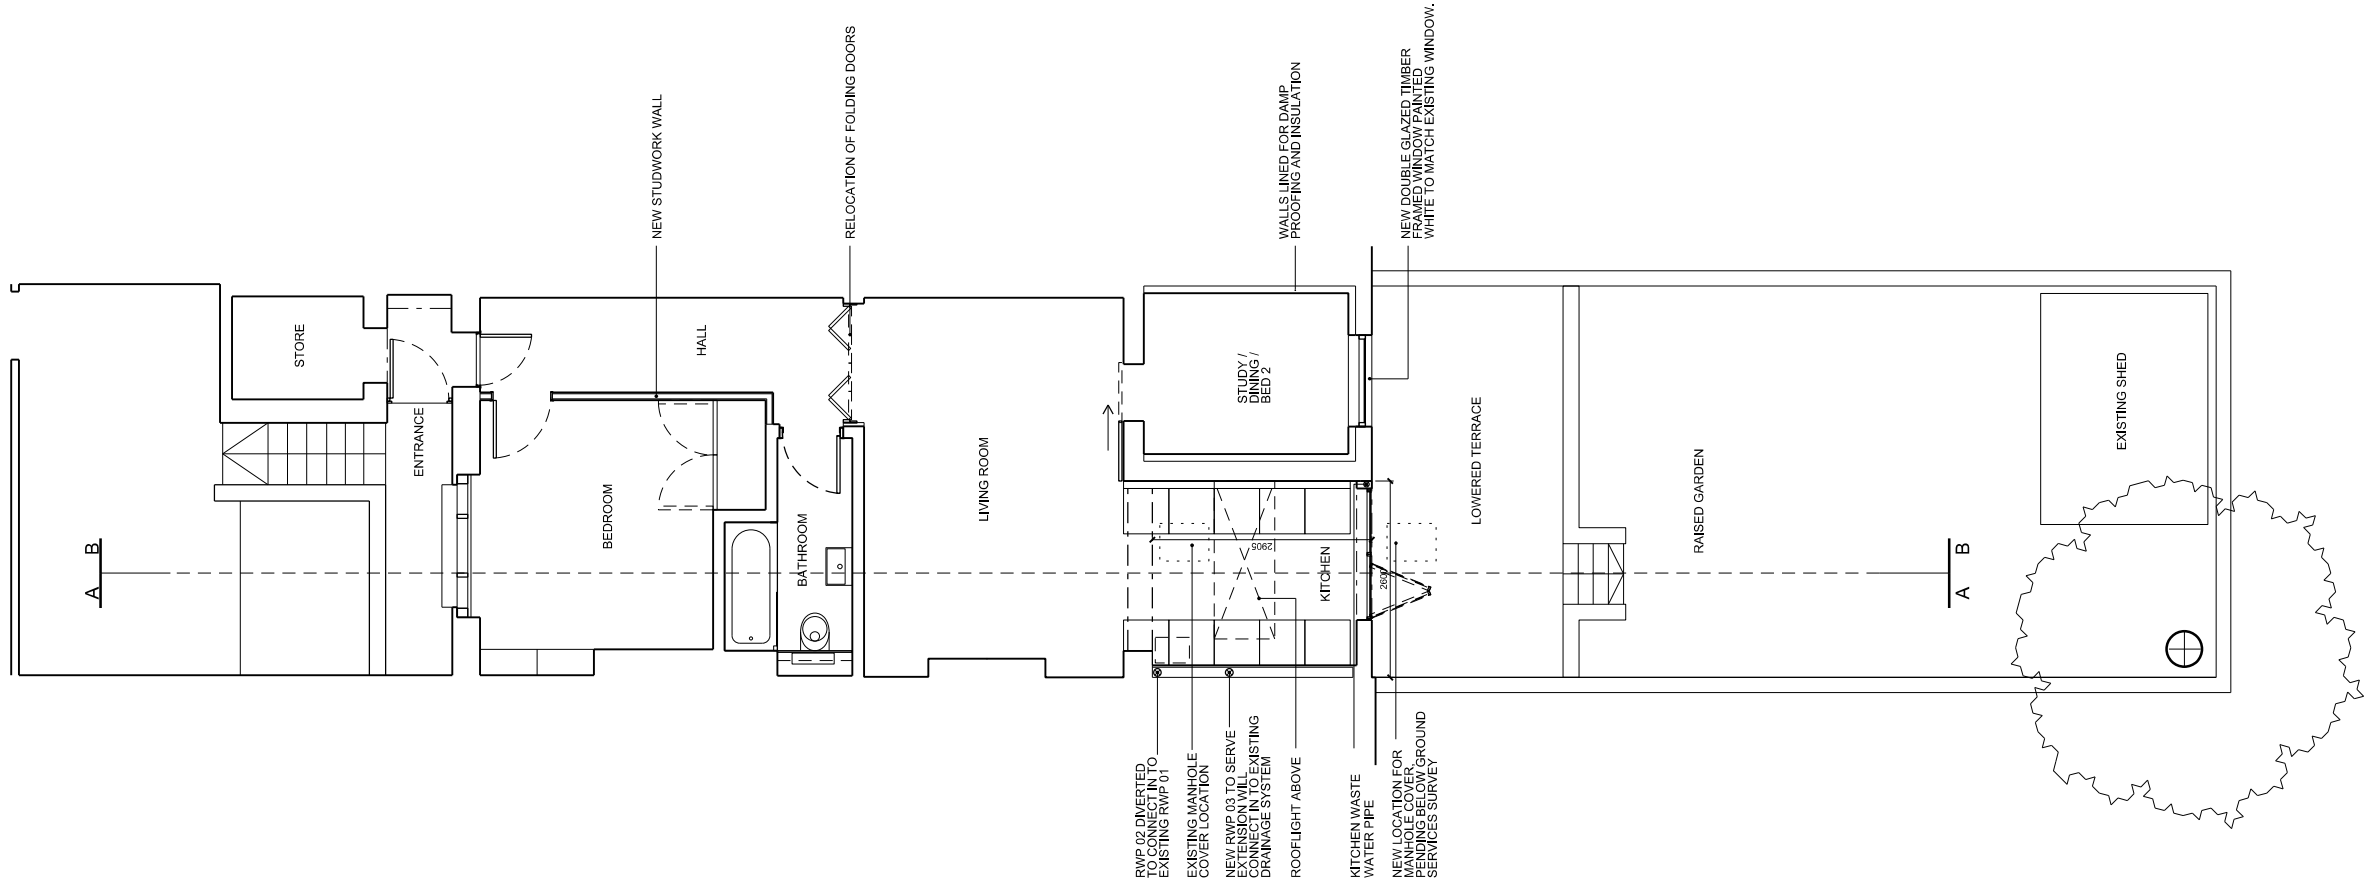 A
B
STORE
ENTRANCE
NEW STUDWORK WALL
RELOCATION OF FOLDING DOORS
HALL
BEDROOM
BATHROOM
LIVING ROOM
WALLS LINED FOR DAMP
PROOFING AND INSULATION
NEW DOUBLE GLAZED TIMBER
FRAMED WINDOW PAINTED
WHITE TO MATCH EXISTING WINDOW.
STUDY /
DINING /
BED 2
2905
KITCHEN
2600
LOWERED TERRACE
RAISED GARDEN
EXISTING SHED
A
B
RWP 02 DIVERTED
TO CONNECT IN TO
EXISTING RWP 01
EXISTING MANHOLE
COVER LOCATION
NEW RWP 03 TO SERVE
EXTENSION WILL
CONNECT IN TO EXISTING
DRAINAGE SYSTEM
ROOFLIGHT ABOVE
KITCHEN WASTE
WATER PIPE
NEW LOCATION FOR
MANHOLE COVER,
PENDING BELOW GROUND
SERVICES SURVEY